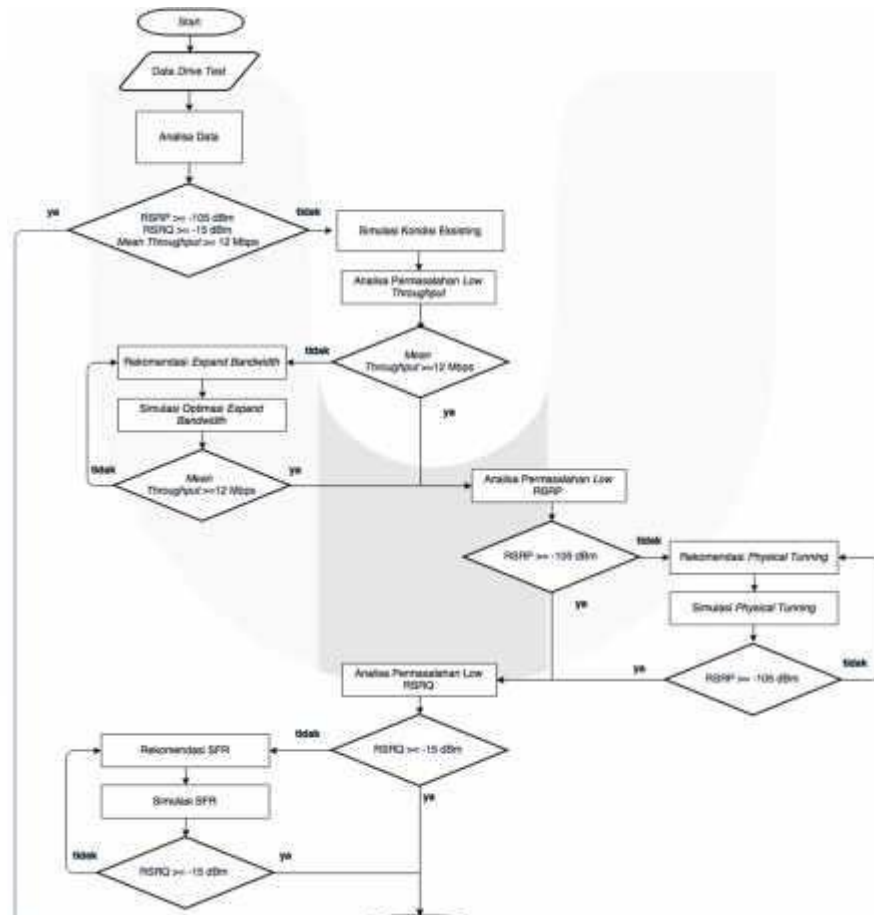 Start
Data Drive Test
Analisa Data
ya
RSRP >= -105 dBm
RSRQ >= -15 dBm
Mean Throughput >= 12 Mbps
tidak
Simulasi Kondisi Eksisting
Analisa Permasalahan Low
Throughput
Mean
Throughput >=12 Mbps
tidak
ya
Rekomendasi Expand Bandwidth
Simulasi Optimasi Expand
Bandwidth
Mean
Throughput >=12 Mbps
tidak
ya
Analisa Permasalahan Low
RSRP
RSRP >= -105 dBm
tidak
ya
Rekomendasi Physical Tunning
Simulasi Physical Tunning
RSRP >= -105 dBm
tidak
ya
Analisa Permasalahan Low
RSRQ
RSRQ >= -15 dBm
tidak
ya
Rekomendasi SFR
Simulasi SFR
RSRQ >= -15 dBm
tidak
ya